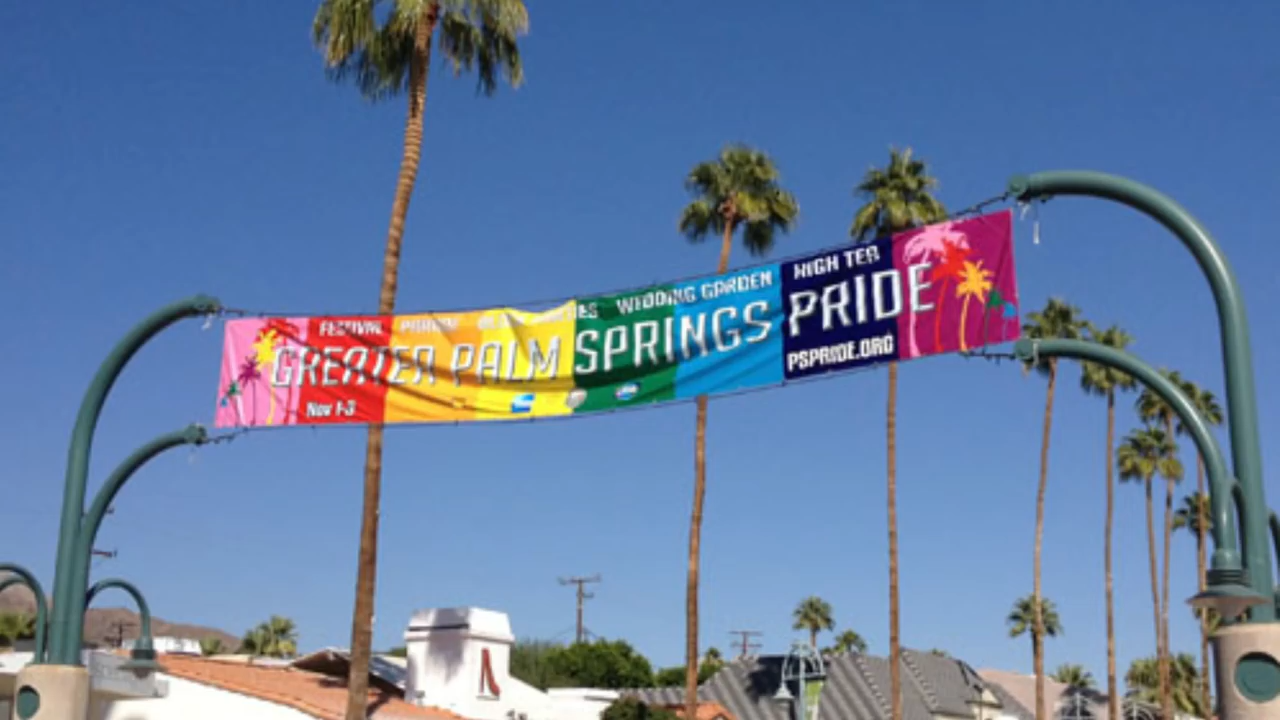 FESTIVAL PARADE WEDDING GARDEN HIGH TEA
GREATER PALM SPRINGS PRIDE
Nov 1-3 PSPRIDE.ORG